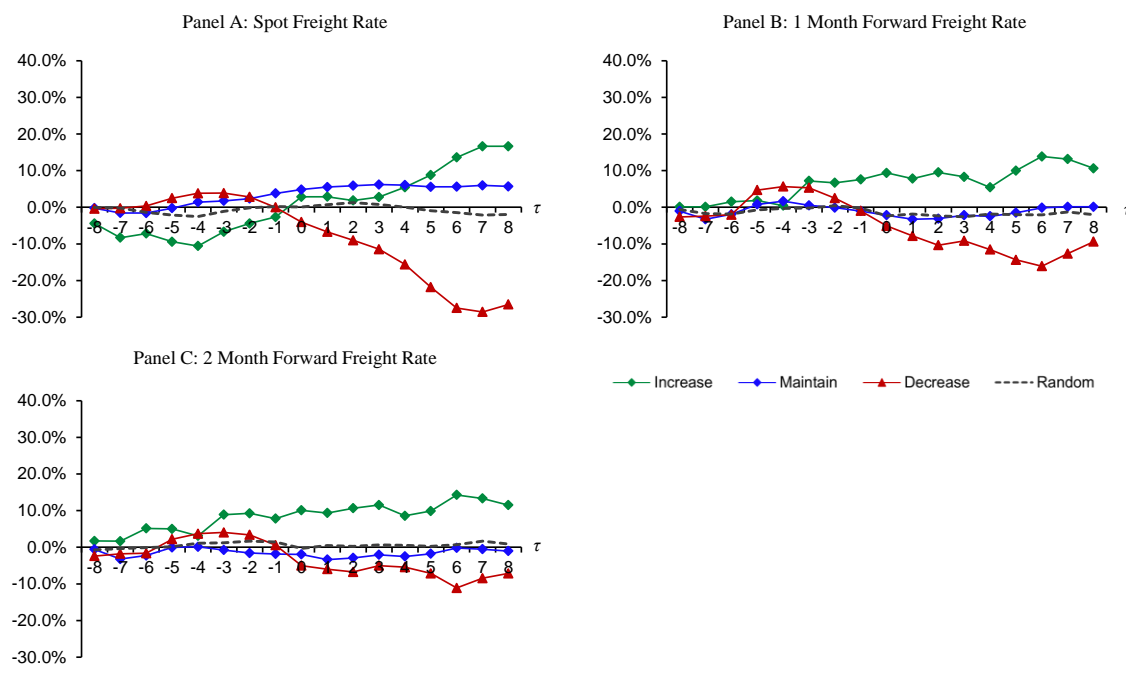 Panel A: Spot Freight Rate
40.0%
30.0%
20.0%
10.0%
0.0%
-10.0%
-20.0%
-30.0%
-8 -7 -6 -5 -4 -3 -2 -1 0 1 2 3 4 5 6 7 8
τ
Panel B: 1 Month Forward Freight Rate
40.0%
30.0%
20.0%
10.0%
0.0%
-10.0%
-20.0%
-30.0%
-8 -7 -6 -5 -4 -3 -2 -1 0 1 2 3 4 5 6 7 8
τ
Panel C: 2 Month Forward Freight Rate
40.0%
30.0%
20.0%
10.0%
0.0%
-10.0%
-20.0%
-30.0%
-8 -7 -6 -5 -4 -3 -2 -1 0 1 2 3 4 5 6 7 8
τ
Increase Maintain Decrease Random